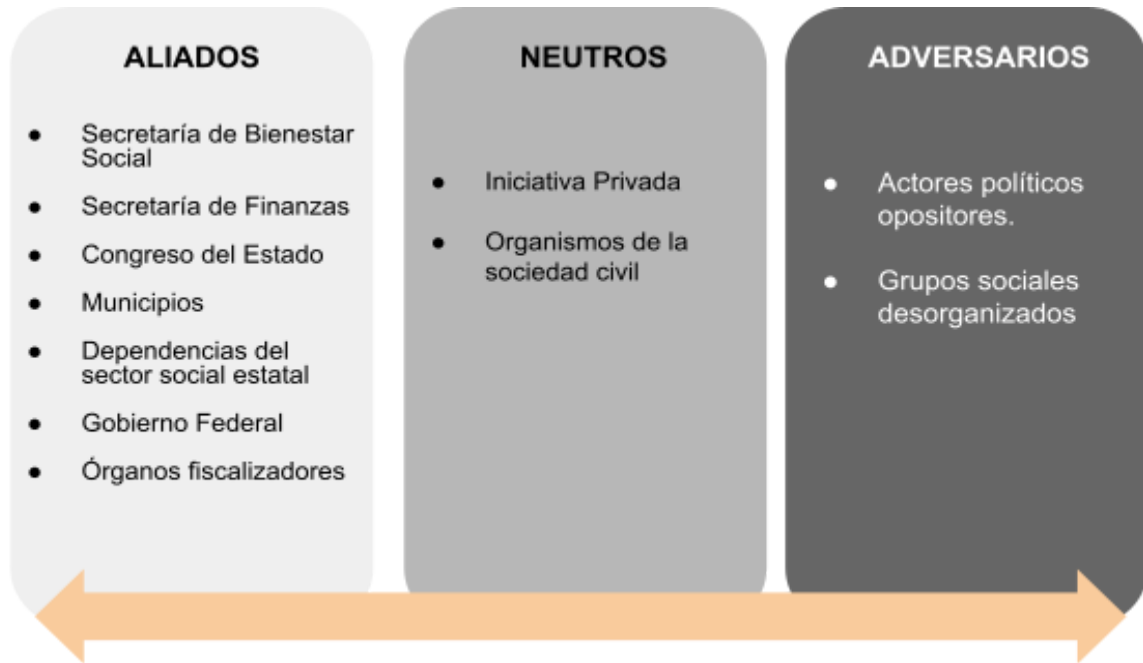 ALIADOS
● Secretaría de Bienestar
Social
● Secretaría de Finanzas
● Congreso del Estado
● Municipios
● Dependencias del
sector social estatal
● Gobierno Federal
● Órganos fiscalizadores
NEUTROS
● Iniciativa Privada
● Organismos de la
sociedad civil
ADVERSARIOS
● Actores políticos
opositores.
● Grupos sociales
desorganizados